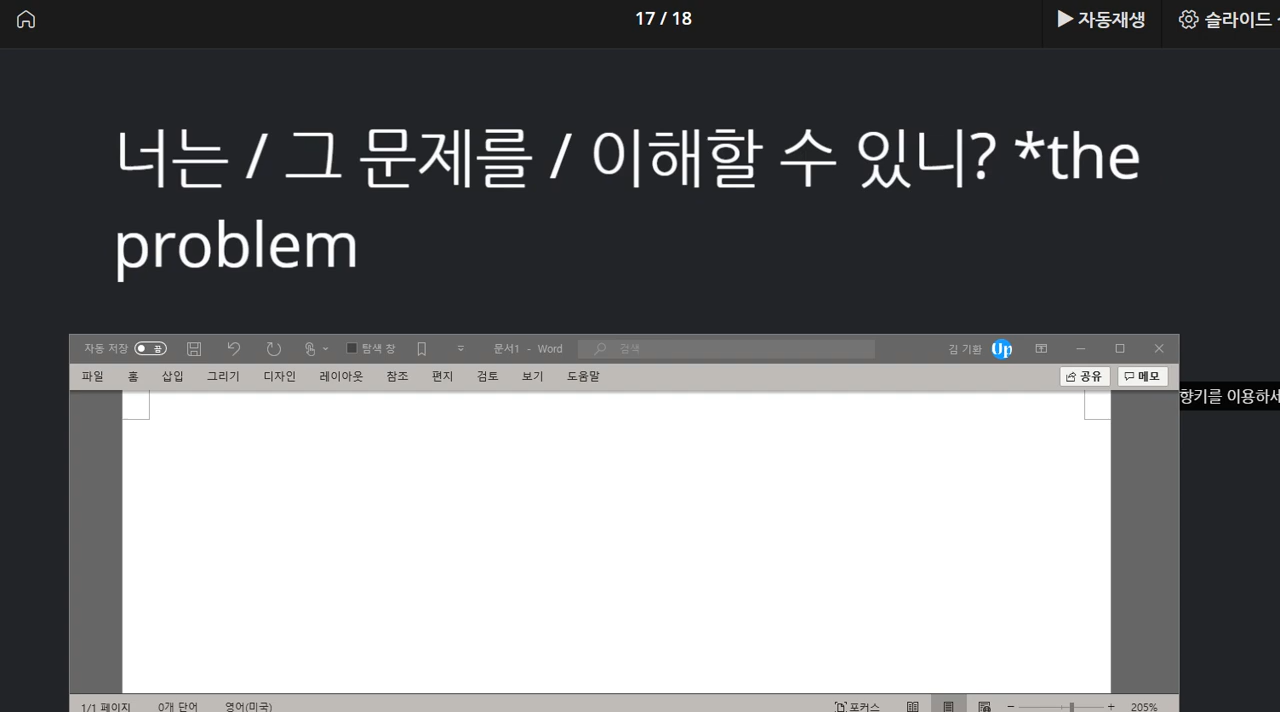 17 / 18
자동재생
슬라이드
너는 / 그 문제를 / 이해할 수 있니? *the
problem
자동 저장 끔 탐색 창 문서1 - Word 검색 김 기환 Up
파일 홈 삽입 그리기 디자인 레이아웃 참조 편지 검토 보기 도움말 공유 메모
향키를 이용하세
1/1 페이지 0개 단어 영어(미국) 포커스 205%